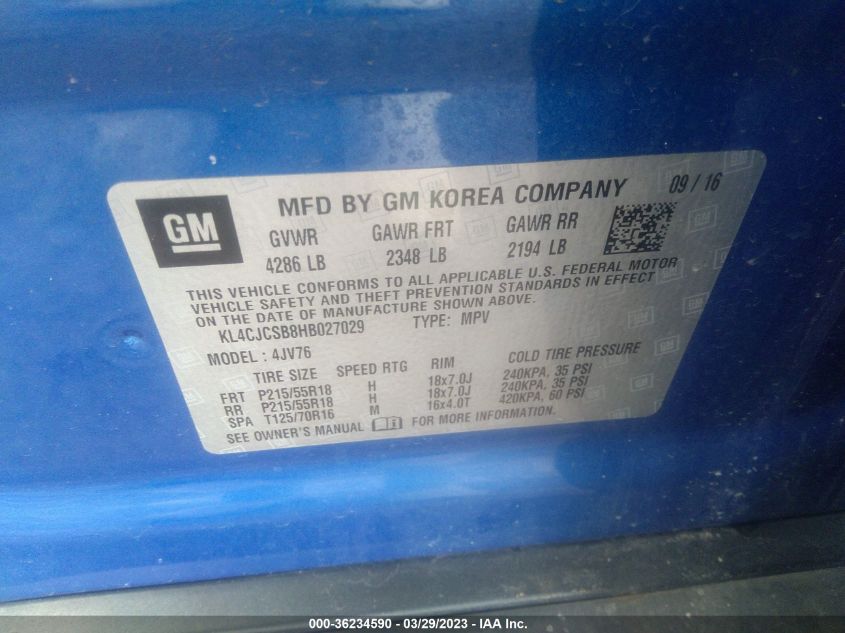 GM
MFD BY GM KOREA COMPANY 09 / 16
GVWR GAWR FRT GAWR RR
4286 LB 2348 LB 2194 LB
THIS VEHICLE CONFORMS TO ALL APPLICABLE U.S. FEDERAL MOTOR
VEHICLE SAFETY AND THEFT PREVENTION STANDARDS IN EFFECT
ON THE DATE OF MANUFACTURE SHOWN ABOVE.
KL4CJCSB8HB027029 TYPE: MPV
MODEL : 4JV76
TIRE SIZE SPEED RTG RIM COLD TIRE PRESSURE
FRT P215/55R18 H 18x7.0J 240KPA, 35 PSI
RR P215/55R18 H 18x7.0J 240KPA, 35 PSI
SPA T125/70R16 M 16x4.0T 420KPA, 60 PSI
SEE OWNER'S MANUAL FOR MORE INFORMATION.
000-36234590 - 03/29/2023 - IAA Inc.